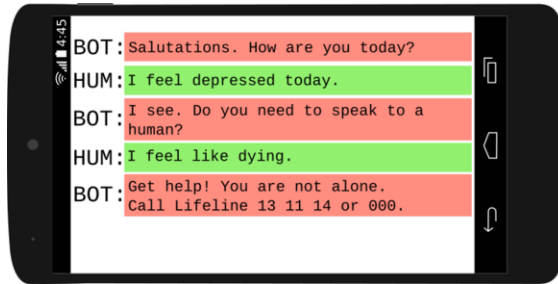 4:45
BOT: Salutations. How are you today?
HUM: I feel depressed today.
BOT: I see. Do you need to speak to a
human?
HUM: I feel like dying.
BOT: Get help! You are not alone.
Call Lifeline 13 11 14 or 000.